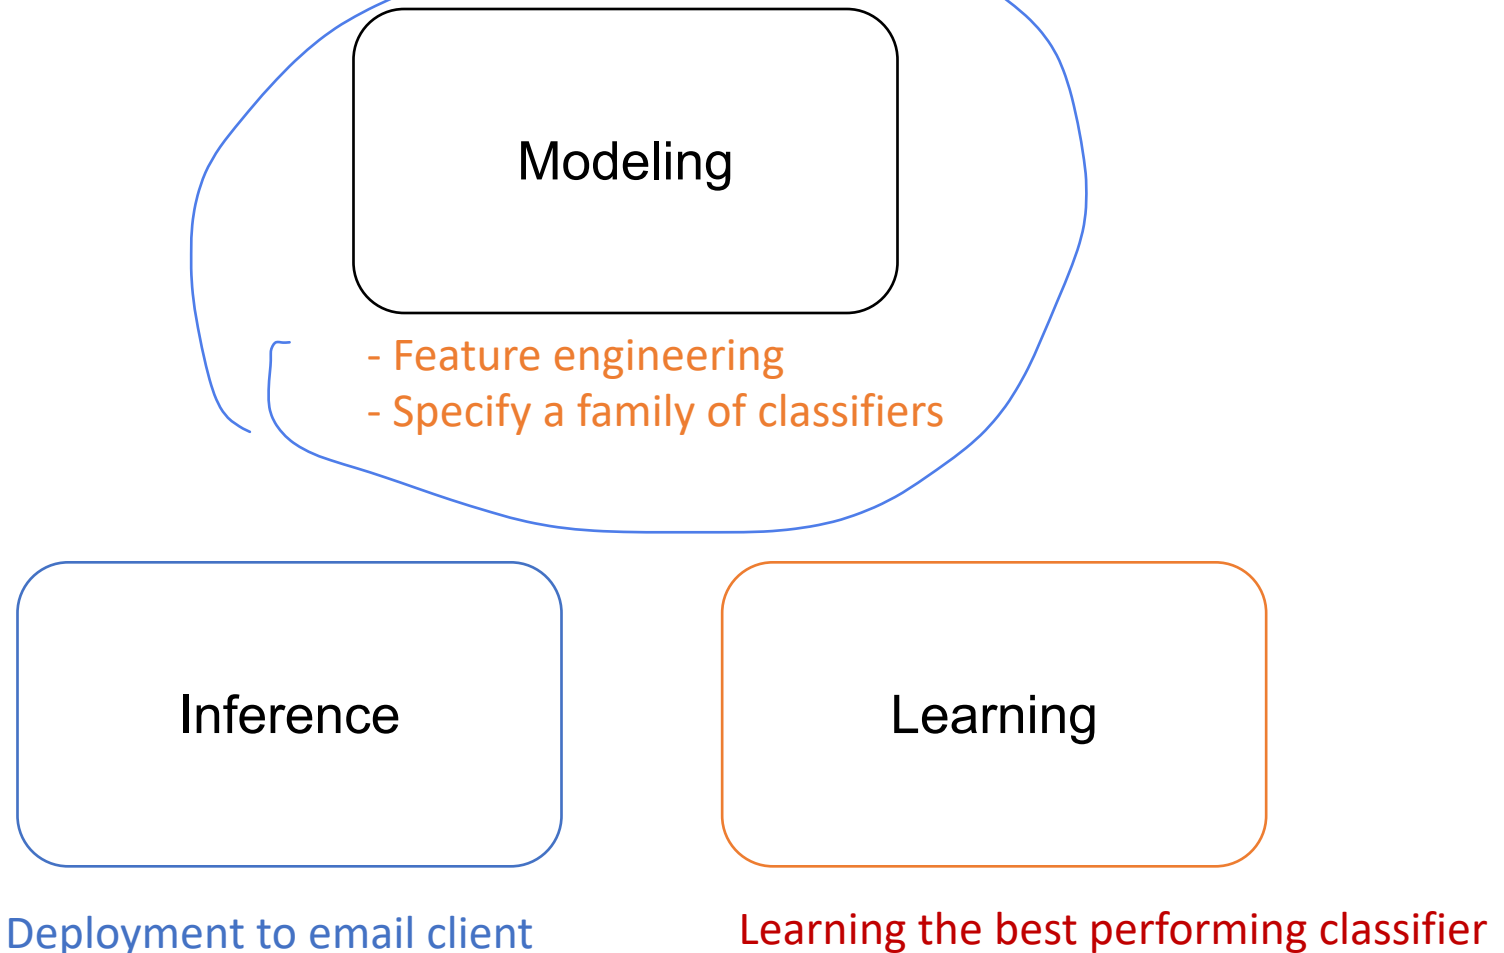 Modeling
- Feature engineering
- Specify a family of classifiers
Inference
Learning
Deployment to email client
Learning the best performing classifier